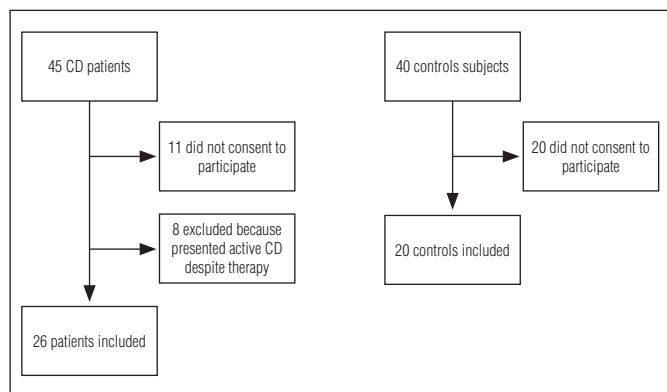 45 CD patients
11 did not consent to
participate
8 excluded because
presented active CD
despite therapy
26 patients included
40 controls subjects
20 did not consent to
participate
20 controls included